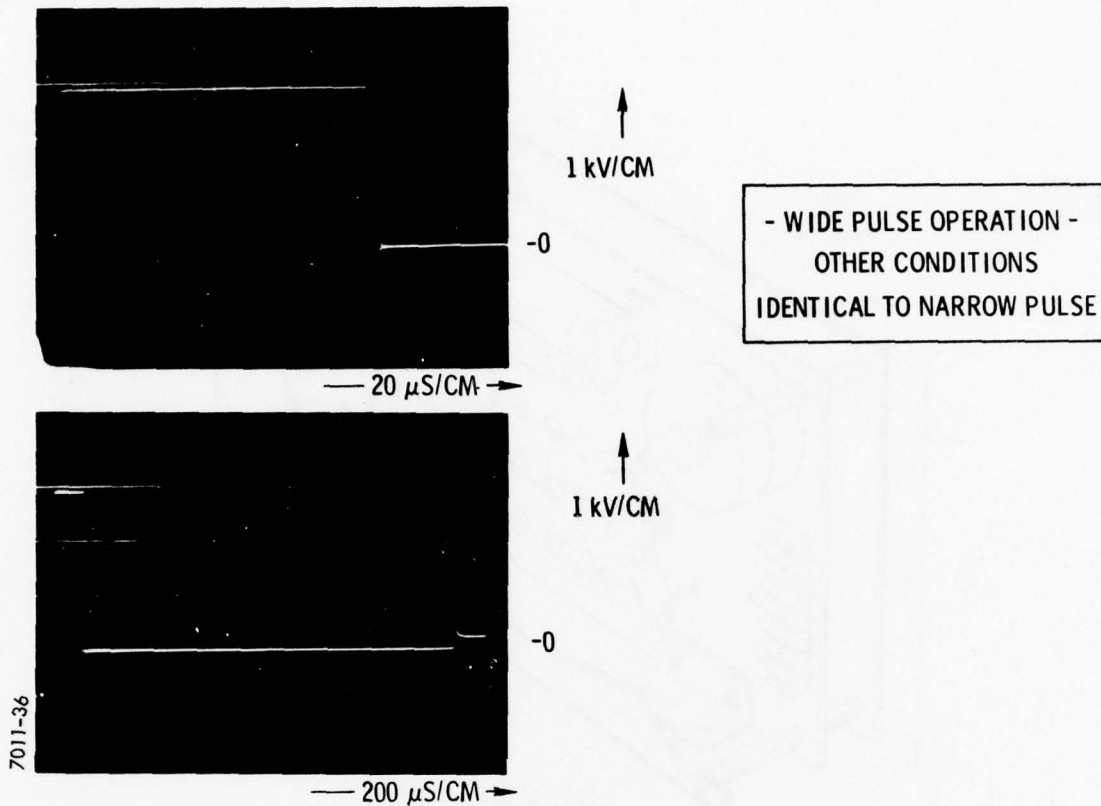 1 kV/CM
-0
20 μS/CM
- WIDE PULSE OPERATION -
OTHER CONDITIONS
IDENTICAL TO NARROW PULSE
1 kV/CM
-0
200 μS/CM
7011-36